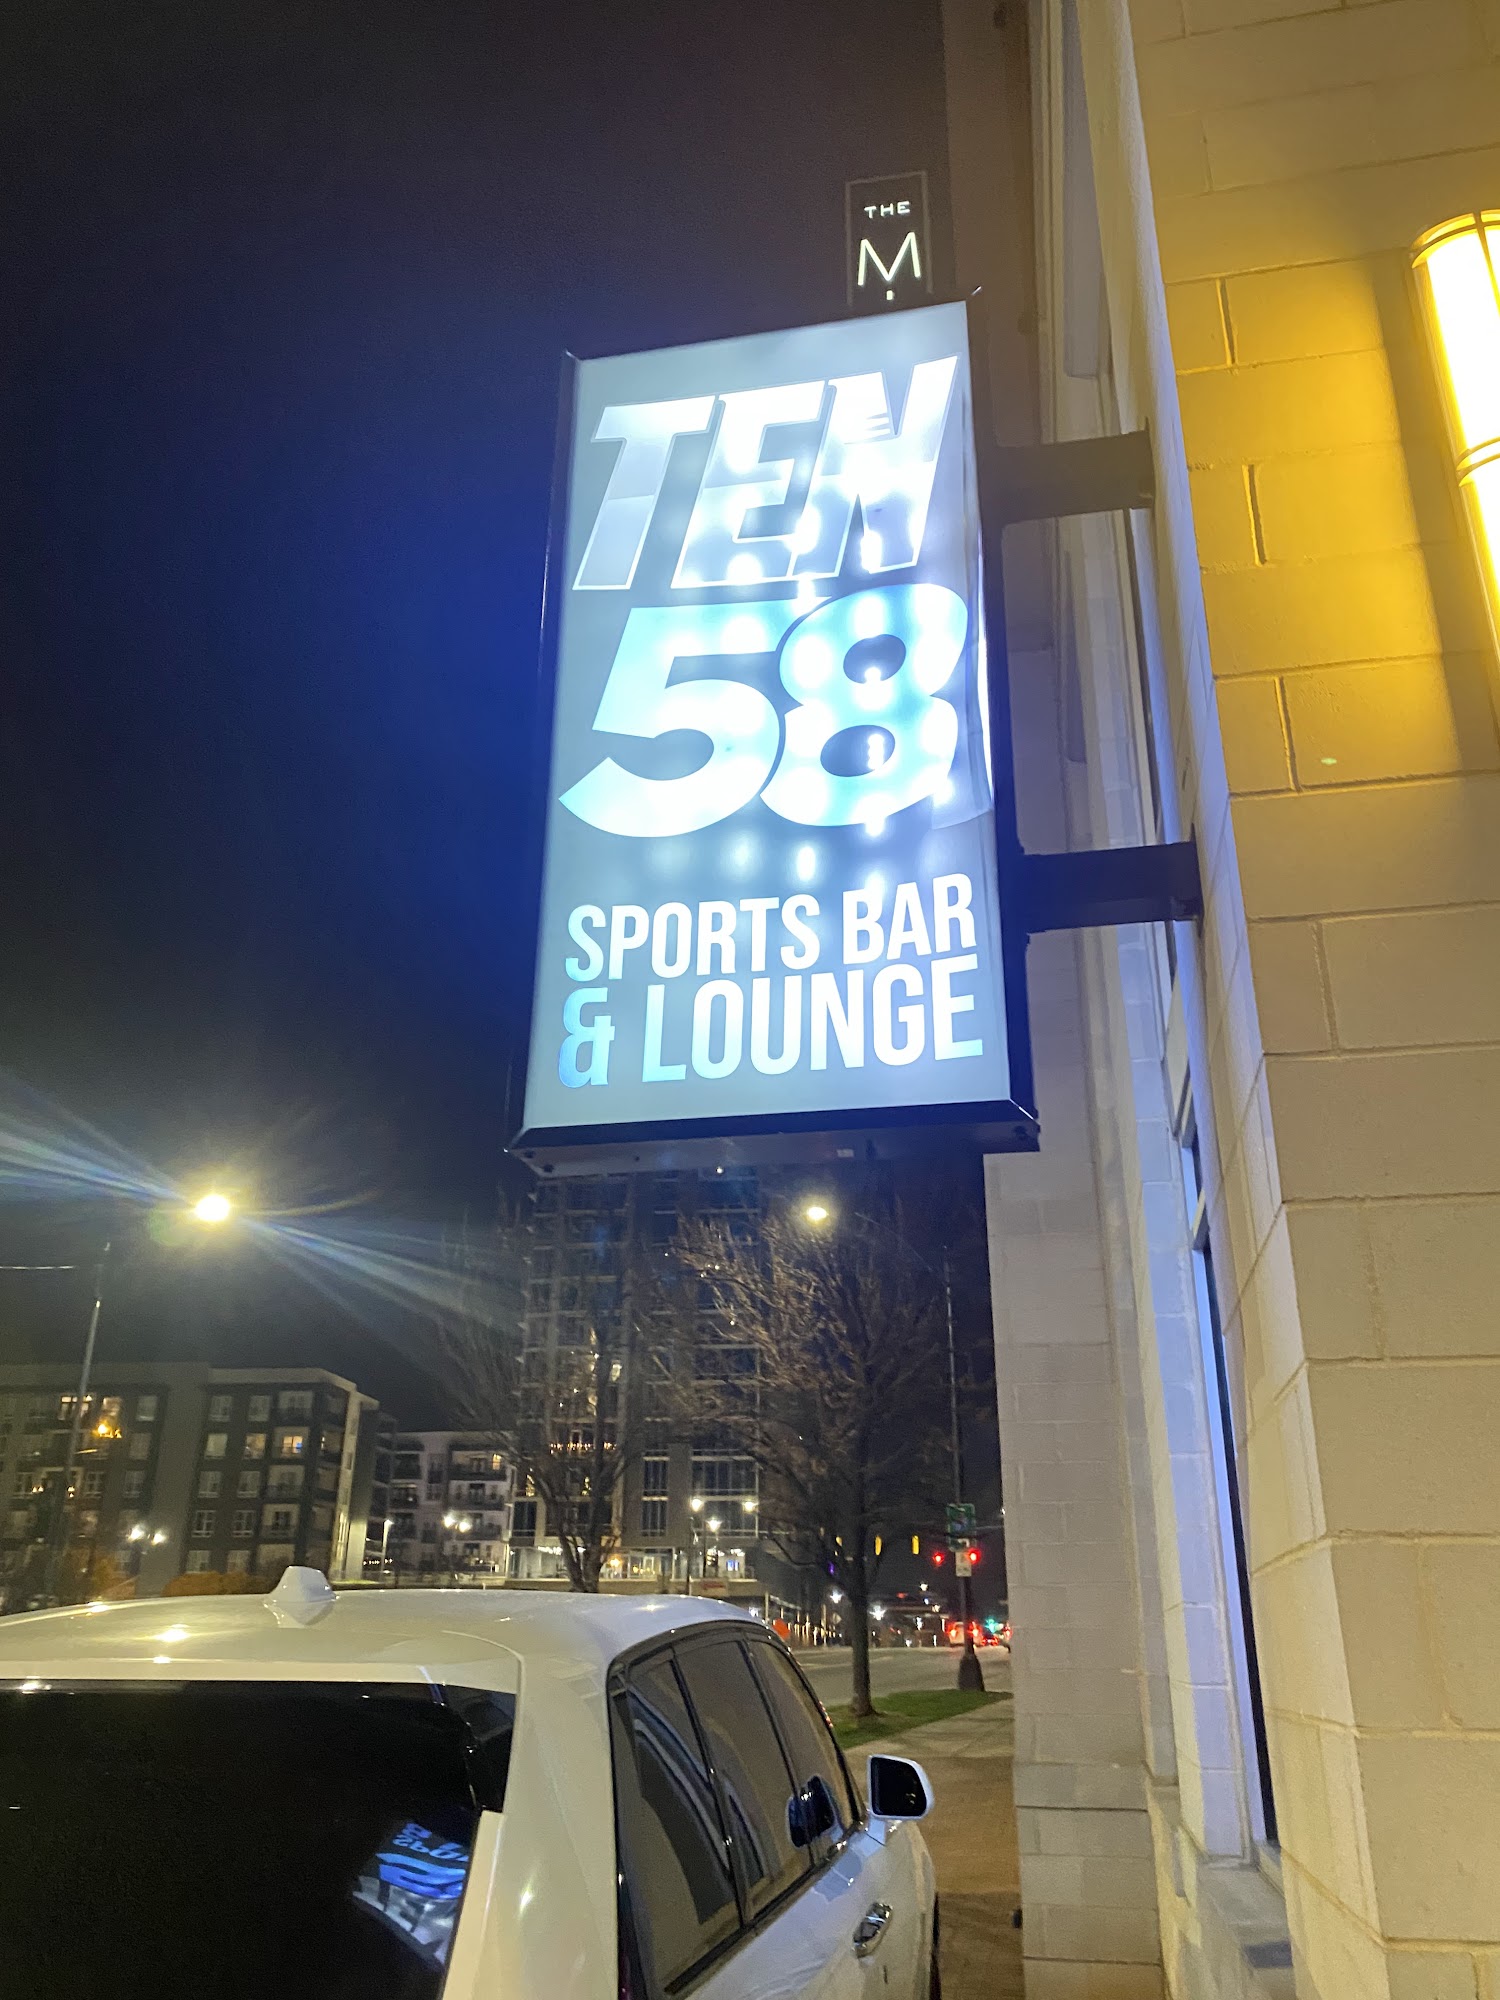 THE
M
TEN
58
SPORTS BAR
& LOUNGE